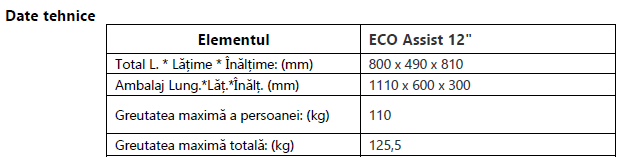 Date tehnice
Elementul ECO Assist 12"
Total L. * Lățime * Înălțime: (mm) 800 x 490 x 810
Ambalaj Lung.*Lăț.*Înălț. (mm) 1110 x 600 x 300
Greutatea maximă a persoanei: (kg) 110
Greutatea maximă totală: (kg) 125,5